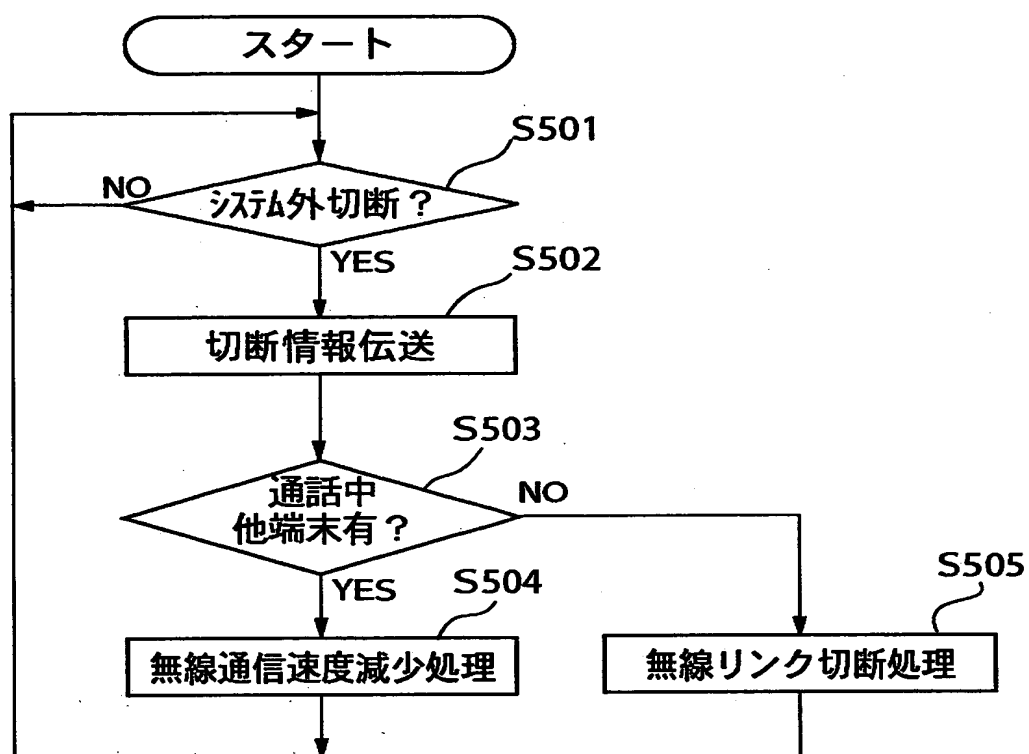 スタート
S501
NO
システム外切断？
YES
S502
切断情報伝送
S503
通話中
他端末有？
NO
YES
S504
S505
無線通信速度減少処理
無線リンク切断処理